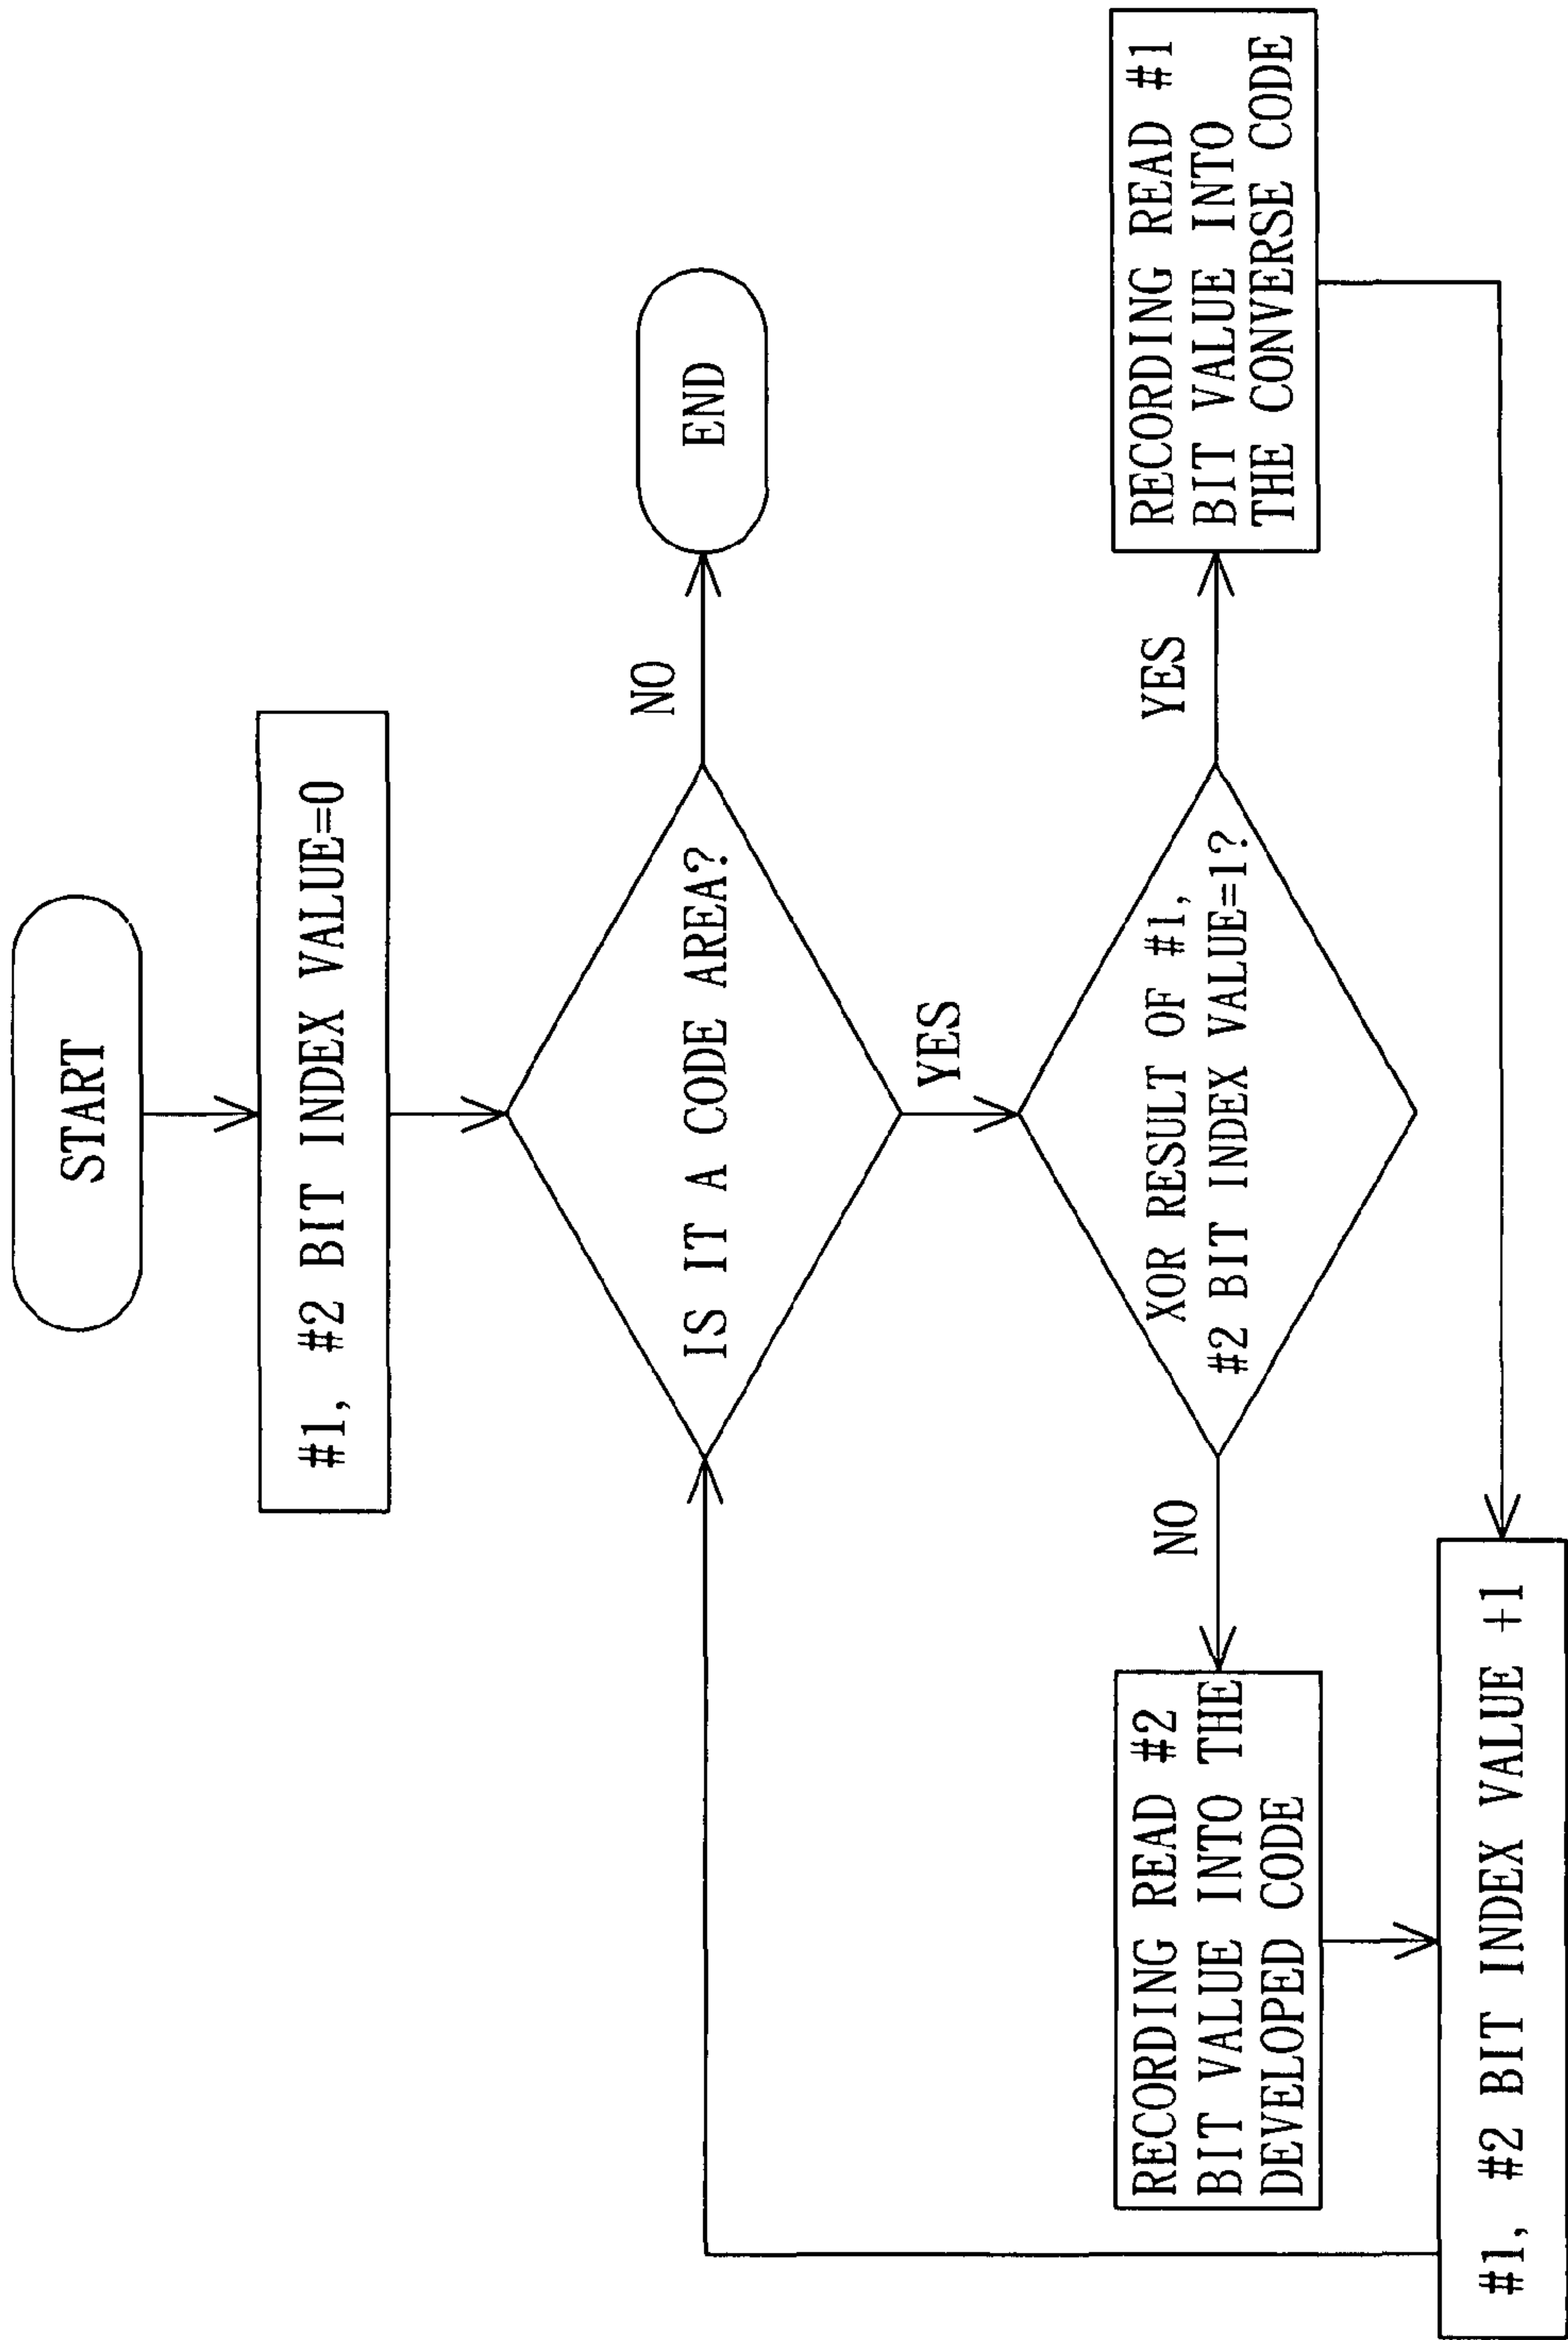 START
#1, #2 BIT INDEX VALUE=0
IS IT A CODE AREA?
NO
END
YES
XOR RESULT OF #1,
#2 BIT INDEX VALUE=1?
NO
YES
RECORDING READ #2
BIT VALUE INTO THE
DEVELOPED CODE
RECORDING READ #1
BIT VALUE INTO
THE CONVERSE CODE
#1, #2 BIT INDEX VALUE +1